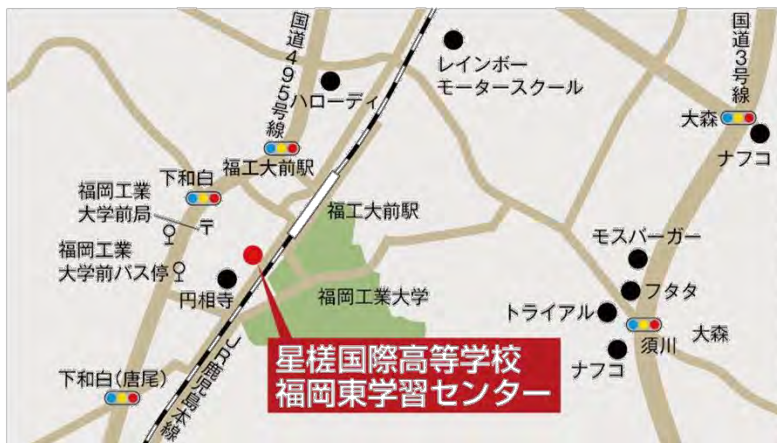 国道495号線
ハローディ
レインボー
モータースクール
国道3号線
大森
ナフコ
福工大前駅
下和白
福岡工業
大学前局
〒
福工大前駅
福岡工業
大学前バス停
円相寺
福岡工業大学
モスバーガー
フタタ
トライアル
須川
大森
ナフコ
星槎国際高等学校
福岡東学習センター
下和白(唐尾)
JR鹿児島本線